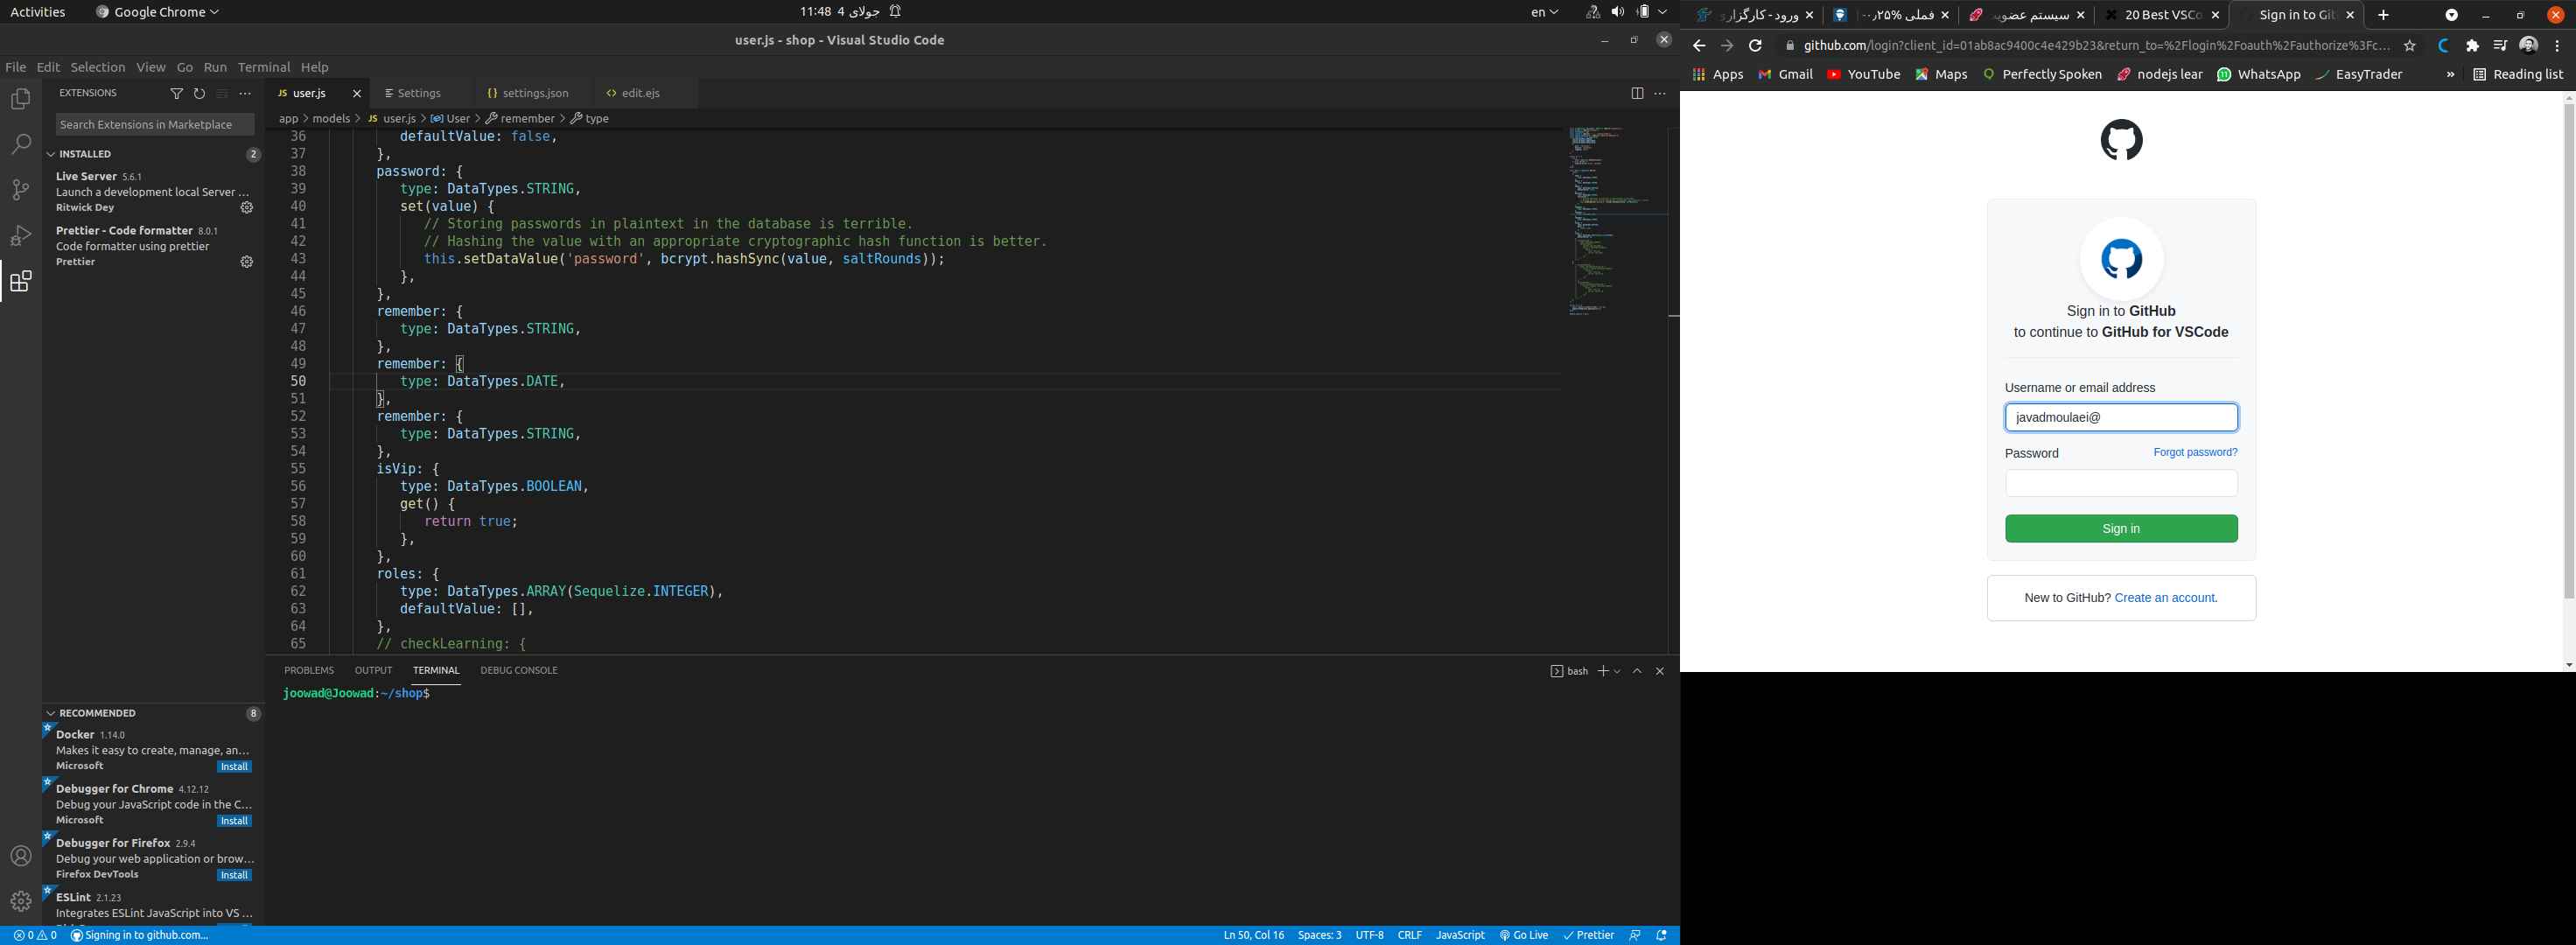 Activities
Google Chrome
11:48 4 جولای
en
user.js - shop - Visual Studio Code
File Edit Selection View Go Run Terminal Help
EXTENSIONS
Search Extensions in Marketplace
INSTALLED 2
Live Server 5.6.1
Launch a development local Server ...
Ritwick Dey
Prettier - Code formatter 8.0.1
Code formatter using prettier
Prettier
RECOMMENDED 8
Docker 1.14.0
Makes it easy to create, manage, an...
Microsoft Install
Debugger for Chrome 4.12.12
Debug your JavaScript code in the C...
Microsoft Install
Debugger for Firefox 2.9.4
Debug your web application or brow...
Firefox DevTools Install
ESLint 2.1.23
Integrates ESLint JavaScript into VS ...
JS user.js Settings {} settings.json <> edit.ejs
app > models > JS user.js > User > remember > type
36 defaultValue: false,
37 },
38 password: {
39 type: DataTypes.STRING,
40 set(value) {
41 // Storing passwords in plaintext in the database is terrible.
42 // Hashing the value with an appropriate cryptographic hash function is better.
43 this.setDataValue('password', bcrypt.hashSync(value, saltRounds));
44 },
45 },
46 remember: {
47 type: DataTypes.STRING,
48 },
49 remember: {
50 type: DataTypes.DATE,
51 },
52 remember: {
53 type: DataTypes.STRING,
54 },
55 isVip: {
56 type: DataTypes.BOOLEAN,
57 get() {
58 return true;
59 },
60 },
61 roles: {
62 type: DataTypes.ARRAY(Sequelize.INTEGER),
63 defaultValue: [],
64 },
65 // checkLearning: {
PROBLEMS OUTPUT TERMINAL DEBUG CONSOLE
bash
joowad@Joowad:~/shop$
0 0 Signing in to github.com...
Ln 50, Col 16 Spaces: 3 UTF-8 CRLF JavaScript Go Live Prettier
ورود - کارگزاری
فملی ۰٫۲۵%-
سیستم عضویت
20 Best VSCo
Sign in to Git
github.com/login?client_id=01ab8ac9400c4e429b23&return_to=%2Flogin%2Foauth%2Fauthorize%3Fc...
Apps Gmail YouTube Maps Perfectly Spoken nodejs lear WhatsApp EasyTrader » Reading list
Sign in to GitHub
to continue to GitHub for VSCode
Username or email address
javadmoulaei@
Password Forgot password?
Sign in
New to GitHub? Create an account.